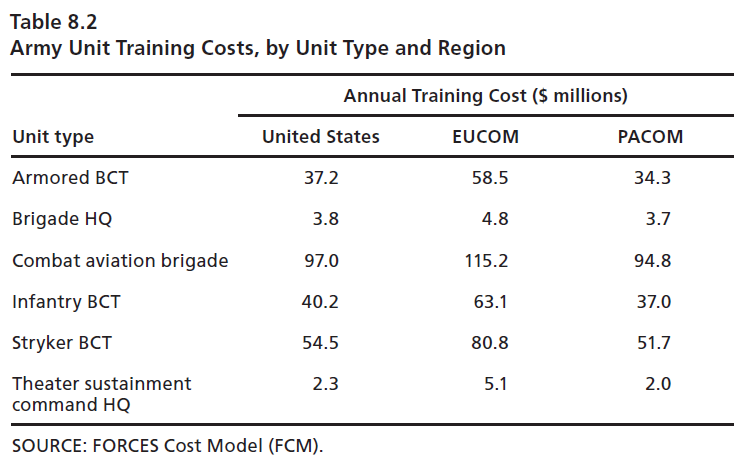 Table 8.2
Army Unit Training Costs, by Unit Type and Region
Annual Training Cost ($ millions)
Unit type United States EUCOM PACOM
Armored BCT 37.2 58.5 34.3
Brigade HQ 3.8 4.8 3.7
Combat aviation brigade 97.0 115.2 94.8
Infantry BCT 40.2 63.1 37.0
Stryker BCT 54.5 80.8 51.7
Theater sustainment 2.3 5.1 2.0
command HQ
SOURCE: FORCES Cost Model (FCM).